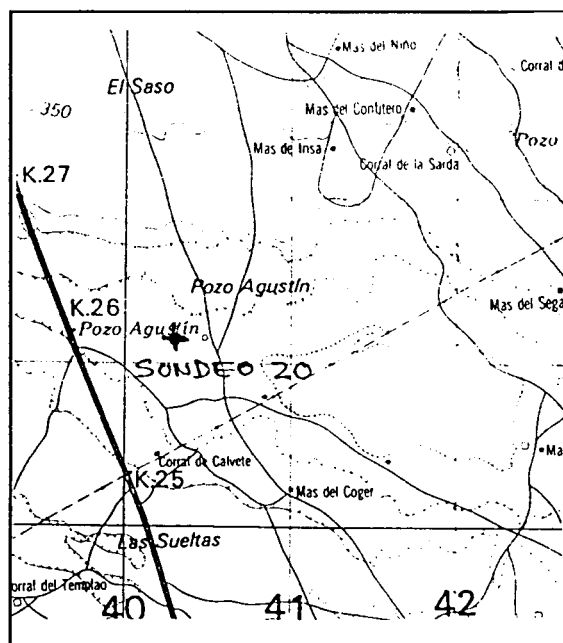 Mas del Niño
El Saso
Corral d
350
Mas del Contitero
Pozo
Mas de Insa
Corral de la Sarda
K.27
Pozo Agustín
K.26
Mas del Sega
Pozo Agustín
SONDEO 20
Corral de Calvete
Ma
K.25
Mas del Coger
Las Sueltas
orral del Templao
40
41
42